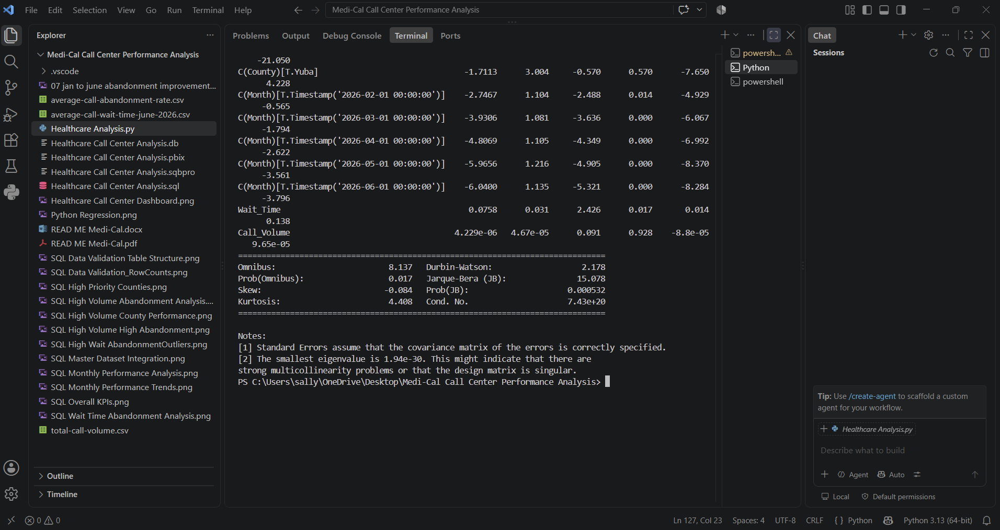 File Edit Selection View Go Run Terminal Help
Medi-Cal Call Center Performance Analysis
Explorer
Medi-Cal Call Center Performance Analysis
.vscode
07 jan to june abandonment improvement...
average-call-abandonment-rate.csv
average-call-wait-time-june-2026.csv
Healthcare Analysis.py
Healthcare Call Center Analysis.db
Healthcare Call Center Analysis.pbix
Healthcare Call Center Analysis.sqbpro
Healthcare Call Center Analysis.sql
Healthcare Call Center Dashboard.png
Python Regression.png
READ ME Medi-Cal.docx
READ ME Medi-Cal.pdf
SQL Data Validation Table Structure.png
SQL Data Validation_RowCounts.png
SQL High Priority Counties.png
SQL High Volume Abandonment Analysis....
SQL High Volume County Performance.png
SQL High Volume High Abandonment.png
SQL High Wait AbandonmentOutliers.png
SQL Master Dataset Integration.png
SQL Monthly Performance Analysis.png
SQL Monthly Performance Trends.png
SQL Overall KPIs.png
SQL Wait Time Abandonment Analysis.png
total-call-volume.csv
Outline
Timeline
Problems Output Debug Console Terminal Ports
-21.050
C(County)[T.Yuba] -1.7113 3.004 -0.570 0.570 -7.650
4.228
C(Month)[T.Timestamp('2026-02-01 00:00:00')] -2.7467 1.104 -2.488 0.014 -4.929
-0.565
C(Month)[T.Timestamp('2026-03-01 00:00:00')] -3.9306 1.081 -3.636 0.000 -6.067
-1.794
C(Month)[T.Timestamp('2026-04-01 00:00:00')] -4.8069 1.105 -4.349 0.000 -6.992
-2.622
C(Month)[T.Timestamp('2026-05-01 00:00:00')] -5.9656 1.216 -4.905 0.000 -8.370
-3.561
C(Month)[T.Timestamp('2026-06-01 00:00:00')] -6.0400 1.135 -5.321 0.000 -8.284
-3.796
Wait_Time 0.0758 0.031 2.426 0.017 0.014
0.138
Call_Volume 4.229e-06 4.67e-05 0.091 0.928 -8.8e-05
9.65e-05
==============================================================================
Omnibus: 8.137 Durbin-Watson: 2.178
Prob(Omnibus): 0.017 Jarque-Bera (JB): 15.078
Skew: -0.084 Prob(JB): 0.000532
Kurtosis: 4.408 Cond. No. 7.43e+20
==============================================================================
Notes:
[1] Standard Errors assume that the covariance matrix of the errors is correctly specified.
[2] The smallest eigenvalue is 1.94e-30. This might indicate that there are
strong multicollinearity problems or that the design matrix is singular.
PS C:\Users\sally\OneDrive\Desktop\Medi-Cal Call Center Performance Analysis>
powersh...
Python
powershell
Chat
Sessions
Tip: Use /create-agent to scaffold a custom
agent for your workflow.
Healthcare Analysis.py
Describe what to build
Agent Auto
Local Default permissions
0 0
Ln 127, Col 23 Spaces: 4 UTF-8 CRLF { } Python Python 3.13 (64-bit)